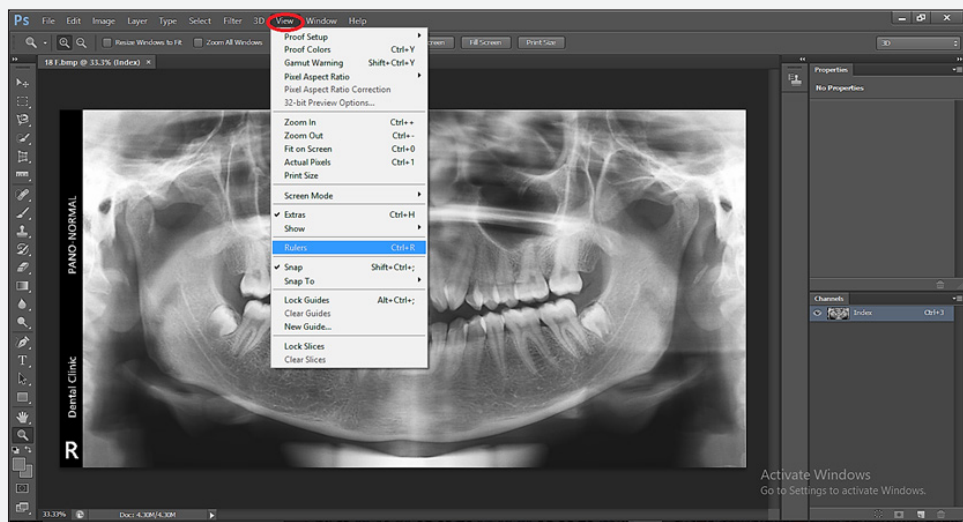 Ps File Edit Image Layer Type Select Filter 3D View Window Help
Resize Windows to Fit Zoom All Windows Screen Fill Screen Print Size 3D
18 F.bmp @ 33.3% (Index) ×
Proof Setup
Proof Colors Ctrl+Y
Gamut Warning Shift+Ctrl+Y
Pixel Aspect Ratio
Pixel Aspect Ratio Correction
32-bit Preview Options...
Zoom In Ctrl++
Zoom Out Ctrl+-
Fit on Screen Ctrl+0
Actual Pixels Ctrl+1
Print Size
Screen Mode
Extras Ctrl+H
Show
Rulers Ctrl+R
Snap Shift+Ctrl+;
Snap To
Lock Guides Alt+Ctrl+;
Clear Guides
New Guide...
Lock Slices
Clear Slices
PANO-NORMAL
Dental Clinic
R
Properties
No Properties
Channels
Index Ctrl+3
Activate Windows
Go to Settings to activate Windows.
33.33% Doc: 4.30M/4.30M